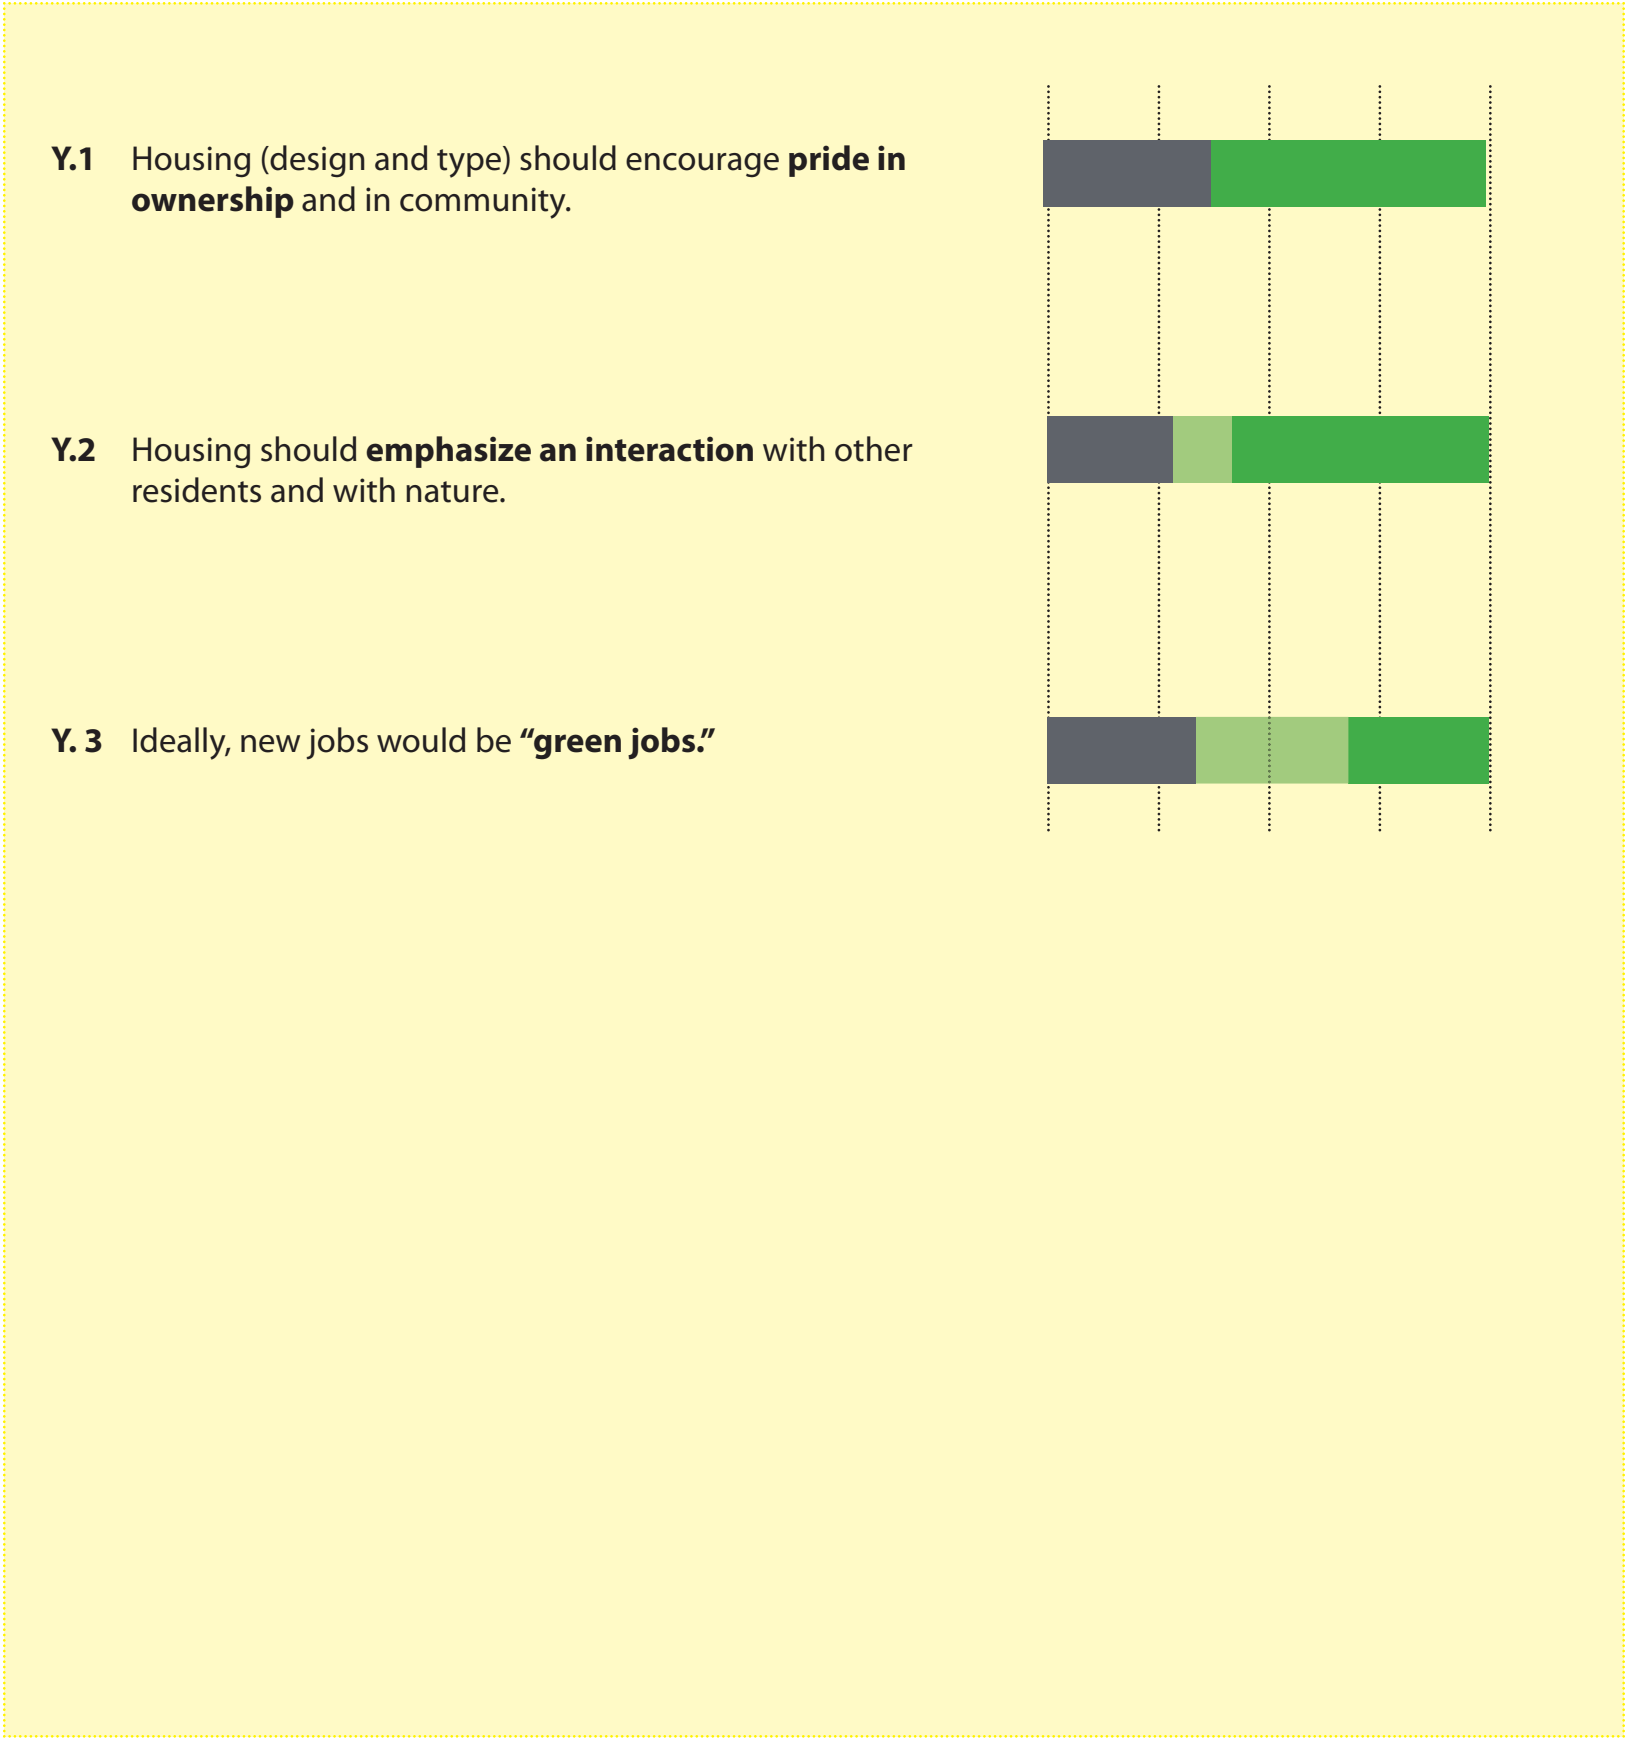 Y.1 Housing (design and type) should encourage pride in
ownership and in community.
Y.2 Housing should emphasize an interaction with other
residents and with nature.
Y. 3 Ideally, new jobs would be “green jobs.”